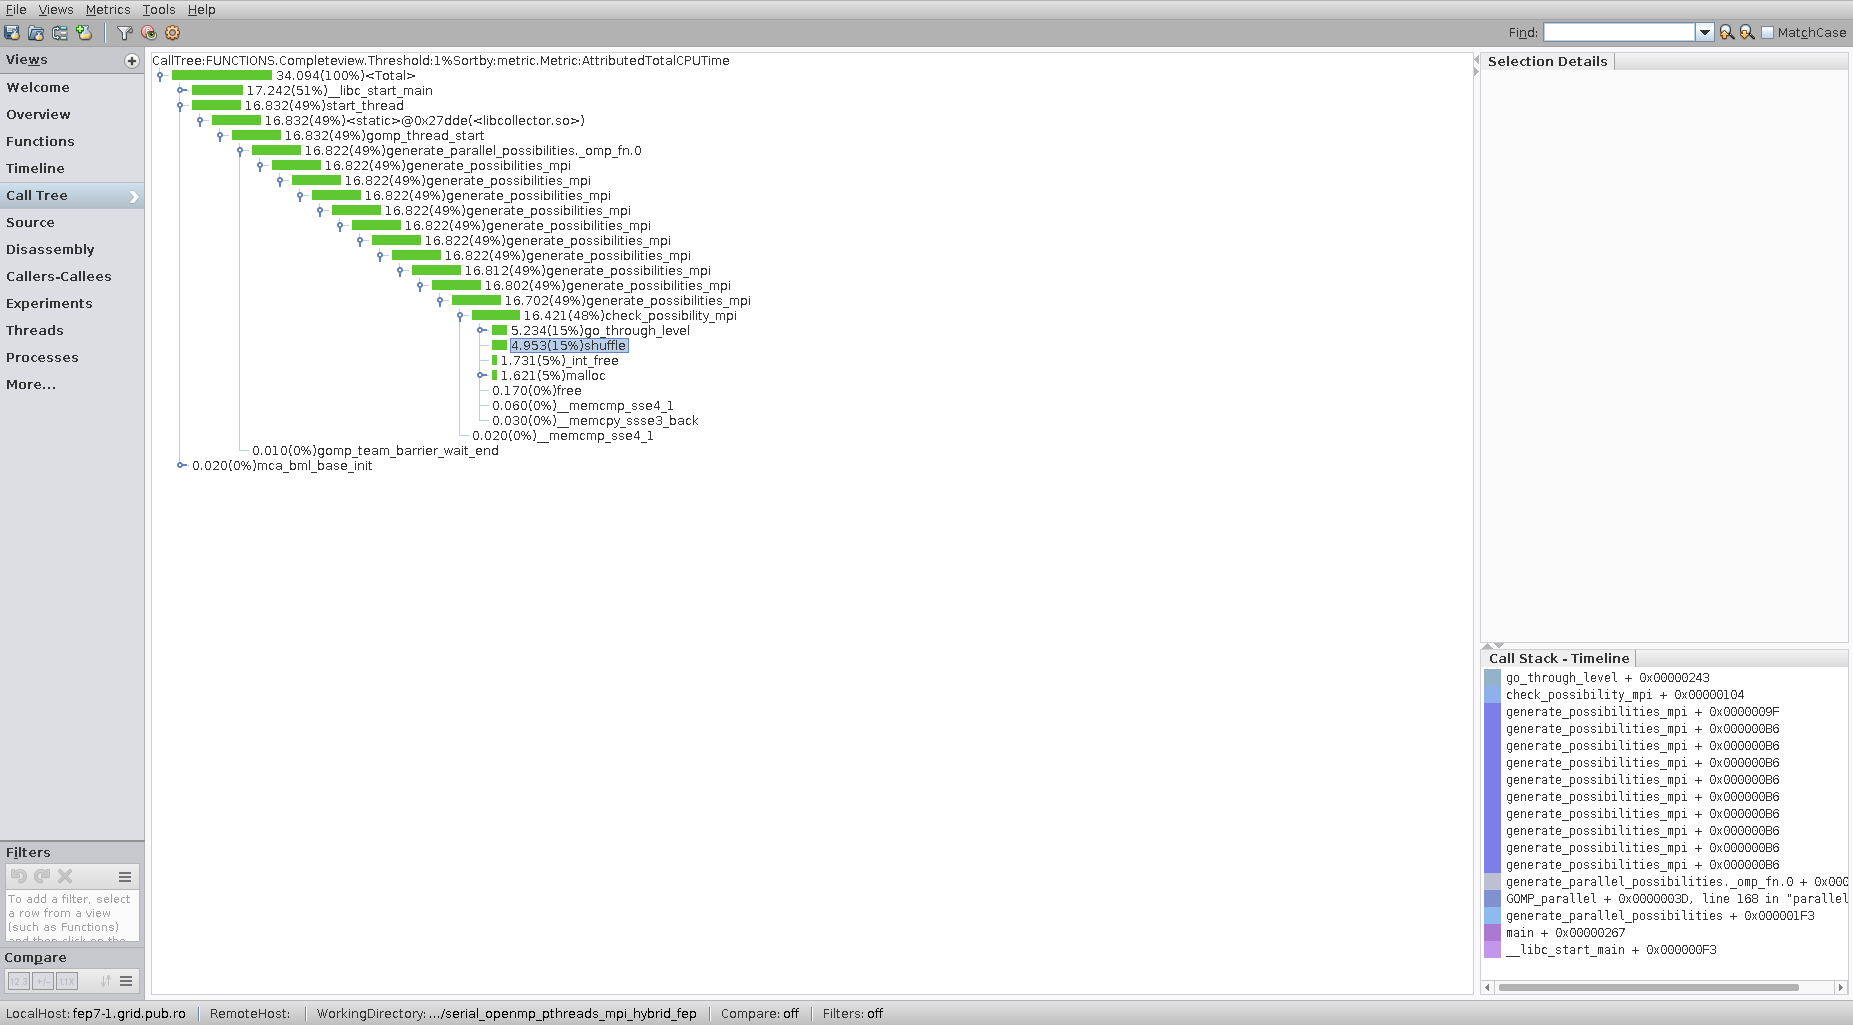 File Views Metrics Tools Help
Find: MatchCase
Views
Welcome
Overview
Functions
Timeline
Call Tree
Source
Disassembly
Callers-Callees
Experiments
Threads
Processes
More...
CallTree:FUNCTIONS.Completeview.Threshold:1%Sortby:metric.Metric:AttributedTotalCPUTime
34.094(100%)<Total>
17.242(51%)__libc_start_main
16.832(49%)start_thread
16.832(49%)<static>@0x27dde(<libcollector.so>)
16.832(49%)gomp_thread_start
16.822(49%)generate_parallel_possibilities._omp_fn.0
16.822(49%)generate_possibilities_mpi
16.822(49%)generate_possibilities_mpi
16.822(49%)generate_possibilities_mpi
16.822(49%)generate_possibilities_mpi
16.822(49%)generate_possibilities_mpi
16.822(49%)generate_possibilities_mpi
16.822(49%)generate_possibilities_mpi
16.812(49%)generate_possibilities_mpi
16.802(49%)generate_possibilities_mpi
16.702(49%)generate_possibilities_mpi
16.421(48%)check_possibility_mpi
5.234(15%)go_through_level
4.953(15%)shuffle
1.731(5%)_int_free
1.621(5%)malloc
0.170(0%)free
0.060(0%)__memcmp_sse4_1
0.030(0%)__memcpy_ssse3_back
0.020(0%)__memcmp_sse4_1
0.010(0%)gomp_team_barrier_wait_end
0.020(0%)mca_bml_base_init
Selection Details
Call Stack - Timeline
go_through_level + 0x00000243
check_possibility_mpi + 0x00000104
generate_possibilities_mpi + 0x0000009F
generate_possibilities_mpi + 0x000000B6
generate_possibilities_mpi + 0x000000B6
generate_possibilities_mpi + 0x000000B6
generate_possibilities_mpi + 0x000000B6
generate_possibilities_mpi + 0x000000B6
generate_possibilities_mpi + 0x000000B6
generate_possibilities_mpi + 0x000000B6
generate_possibilities_mpi + 0x000000B6
generate_possibilities_mpi + 0x000000B6
generate_parallel_possibilities._omp_fn.0 + 0x000
GOMP_parallel + 0x0000003D, line 168 in "parallel
generate_parallel_possibilities + 0x000001F3
main + 0x00000267
__libc_start_main + 0x000000F3
Filters
To add a filter, select
a row from a view
(such as Functions)
and then click on the
Compare
12.3 +/- 1.1X
LocalHost: fep7-1.grid.pub.ro RemoteHost: WorkingDirectory: .../serial_openmp_pthreads_mpi_hybrid_fep Compare: off Filters: off